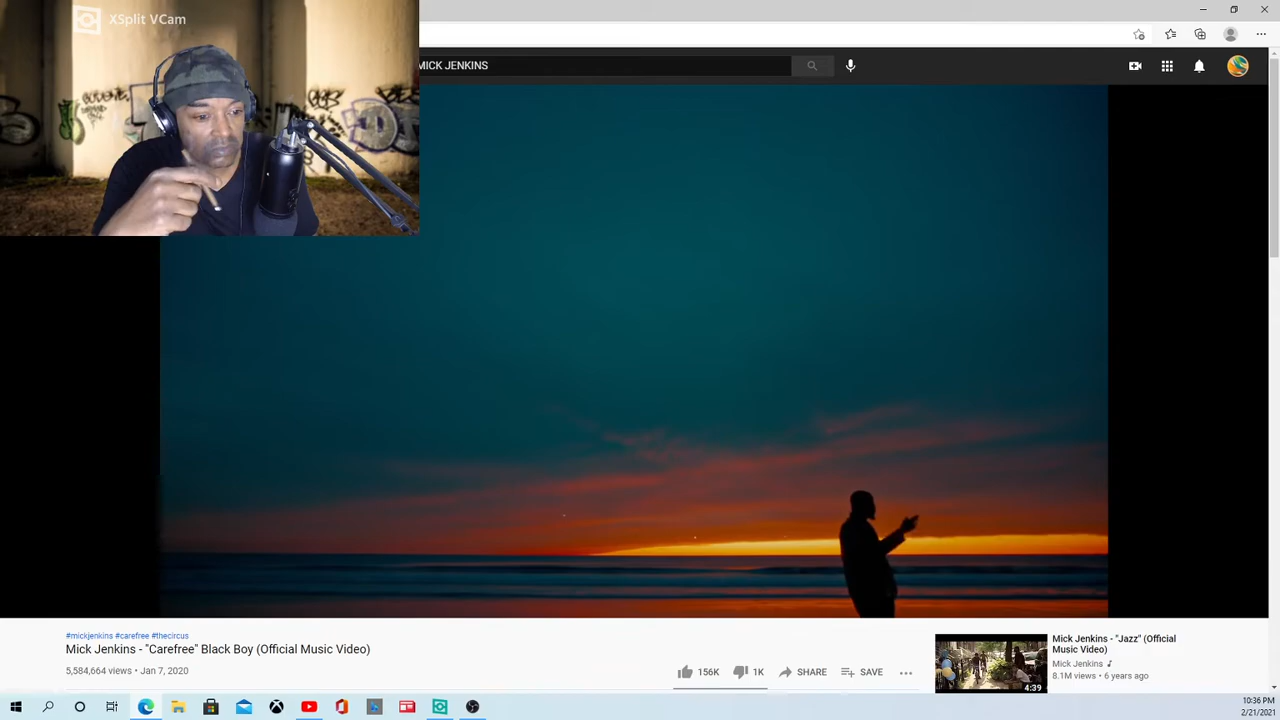 XSplit VCam
MICK JENKINS
#mickjenkins #carefree #thecircus
Mick Jenkins - "Carefree" Black Boy (Official Music Video)
5,584,664 views • Jan 7, 2020
156K
1K
SHARE
SAVE
Mick Jenkins - "Jazz" (Official
Music Video)
Mick Jenkins
8.1M views • 6 years ago
4:39
10:36 PM
2/21/2021